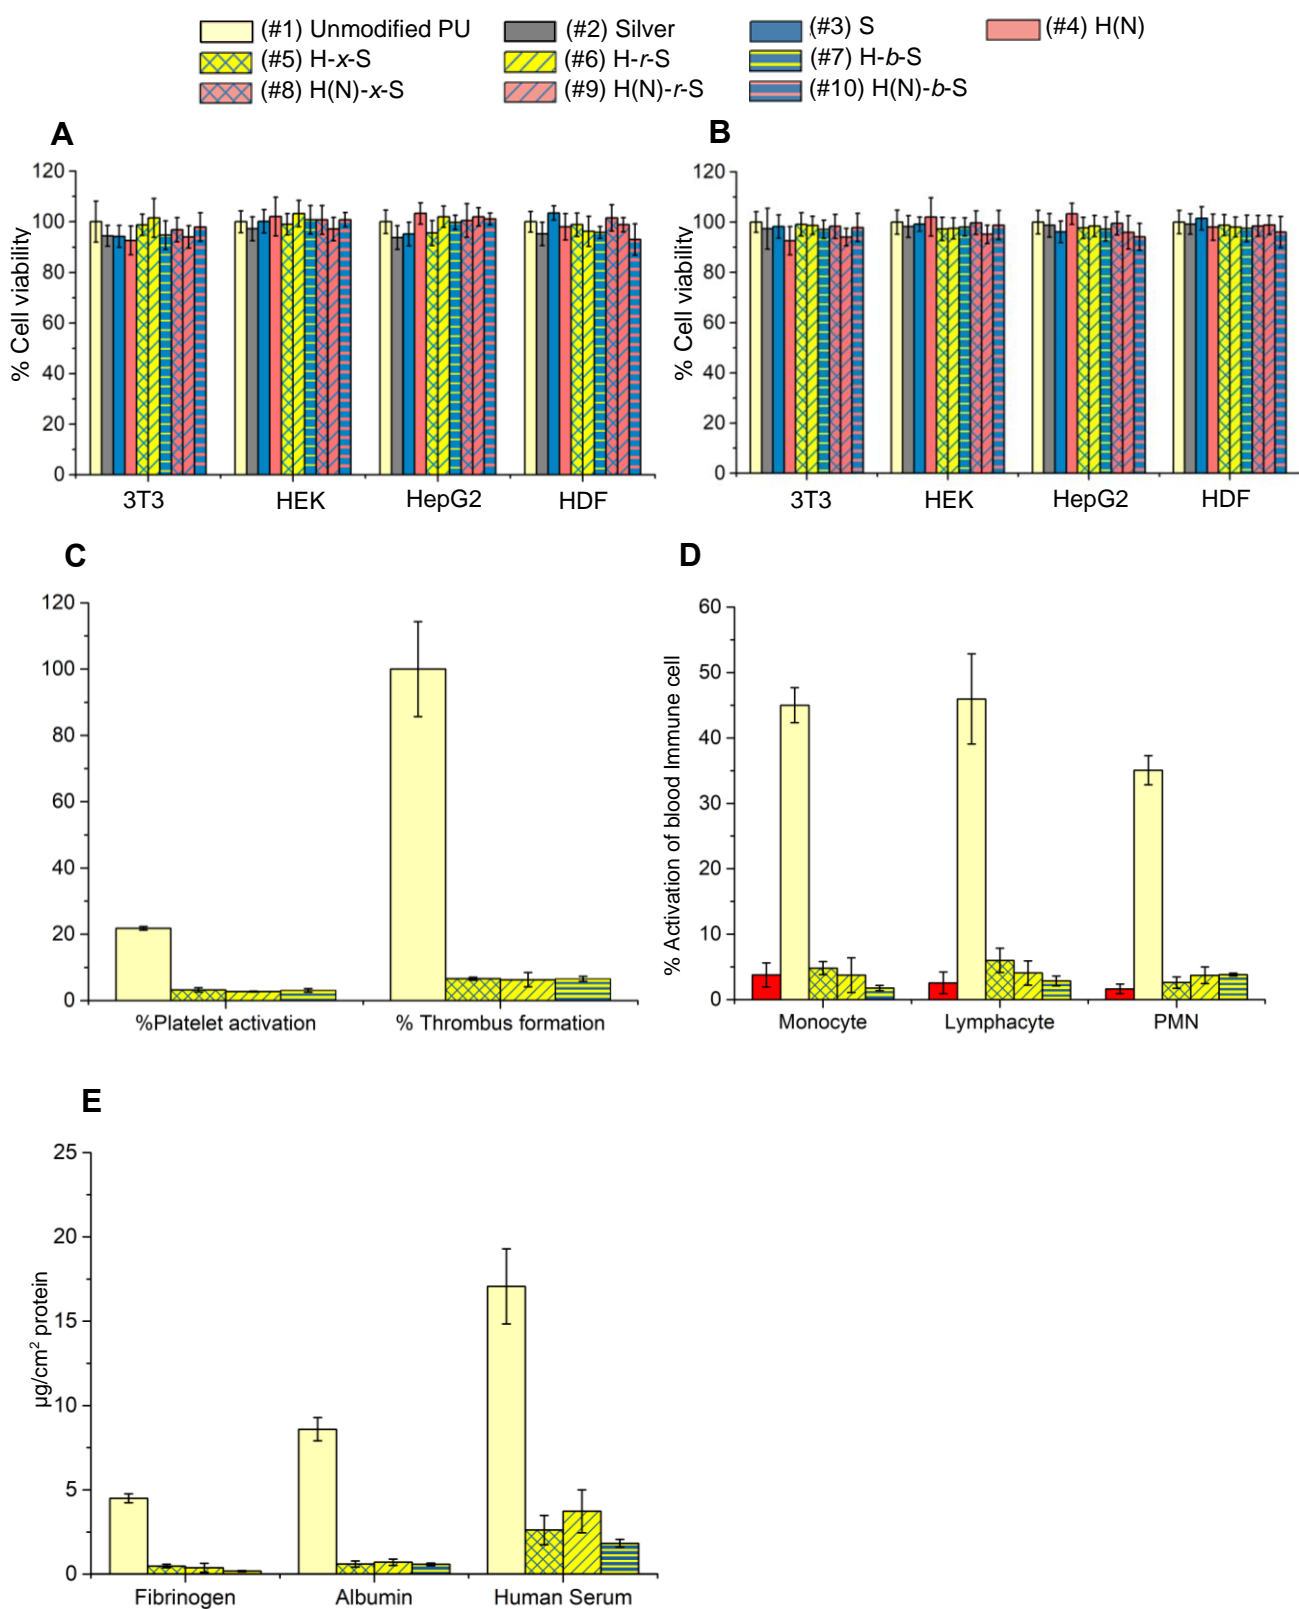 (#1) Unmodified PU (#2) Silver (#3) S (#4) H(N)
(#5) H-x-S (#6) H-r-S (#7) H-b-S
(#8) H(N)-x-S (#9) H(N)-r-S (#10) H(N)-b-S
A
120
100
80
60
40
20
0
% Cell viability
3T3 HEK HepG2 HDF
B
120
100
80
60
40
20
0
% Cell viability
3T3 HEK HepG2 HDF
C
120
100
80
60
40
20
0
%Platelet activation % Thrombus formation
D
60
50
40
30
20
10
0
% Activation of blood Immune cell
Monocyte Lymphacyte PMN
E
25
20
15
10
5
0
µg/cm² protein
Fibrinogen Albumin Human Serum